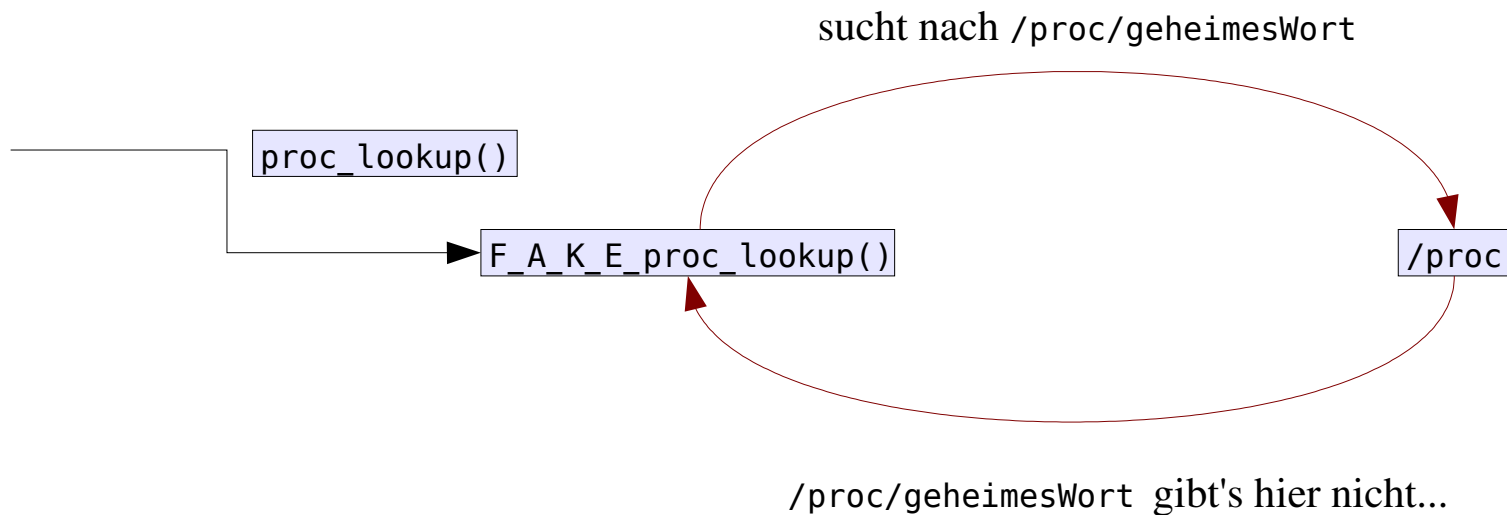 sucht nach /proc/geheimesWort
proc_lookup()
F_A_K_E_proc_lookup()
/proc
/proc/geheimesWort gibt's hier nicht...